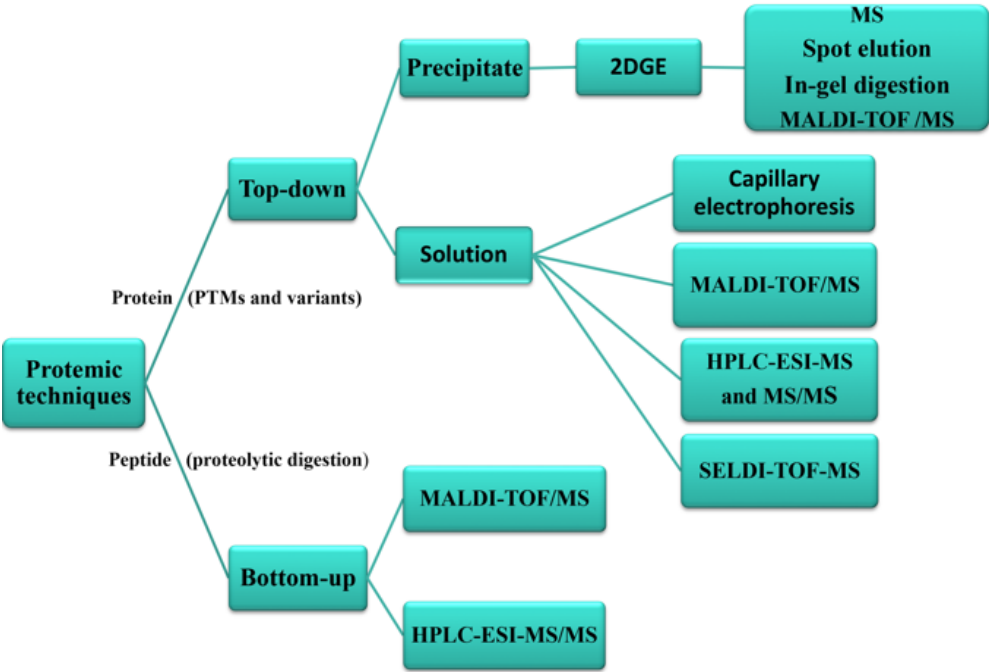 Protemic
techniques
Protein (PTMs and variants)
Peptide (proteolytic digestion)
Top-down
Bottom-up
Precipitate
2DGE
MS
Spot elution
In-gel digestion
MALDI-TOF /MS
Solution
Capillary
electrophoresis
MALDI-TOF/MS
HPLC-ESI-MS
and MS/MS
SELDI-TOF-MS
MALDI-TOF/MS
HPLC-ESI-MS/MS